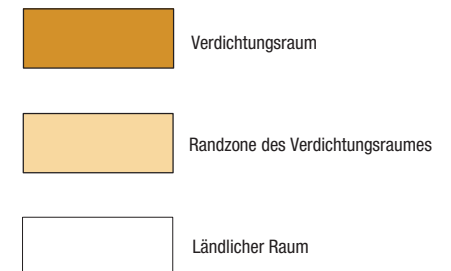 Verdichtungsraum
Randzone des Verdichtungsraumes
Ländlicher Raum